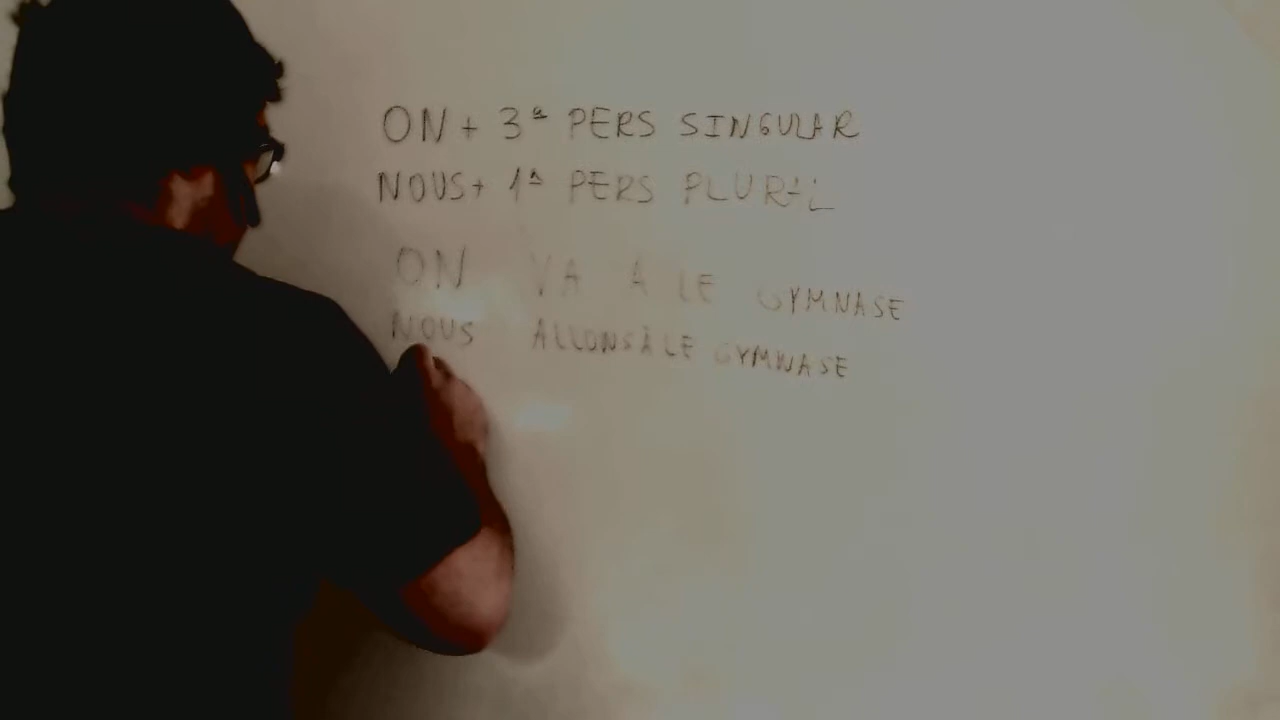 ON + 3ª PERS SINGULAR
NOUS + 1ª PERS PLURAL
ON VA A LE GYMNASE
NOUS ALLONS À LE GYMNASE